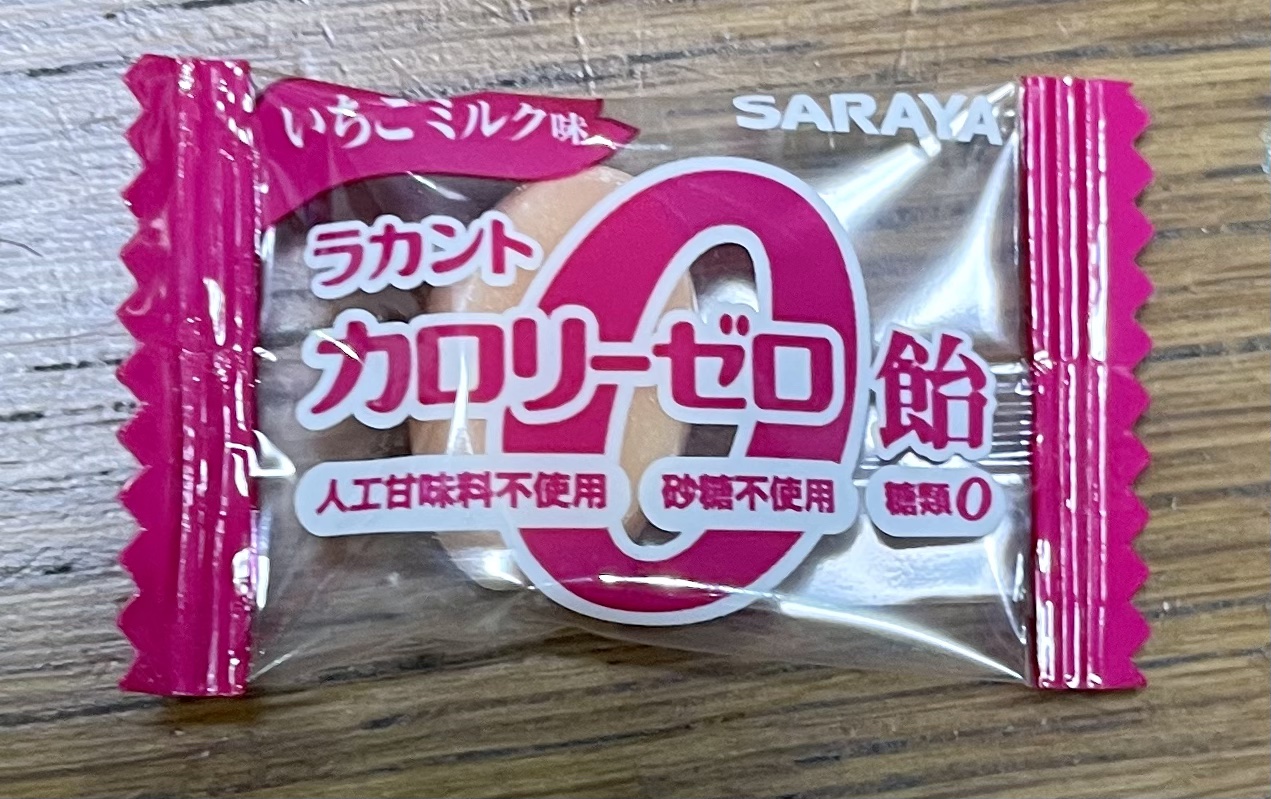 いちごミルク味
SARAYA
ラカント
0
カロリーゼロ飴
人工甘味料不使用 砂糖不使用 糖類0